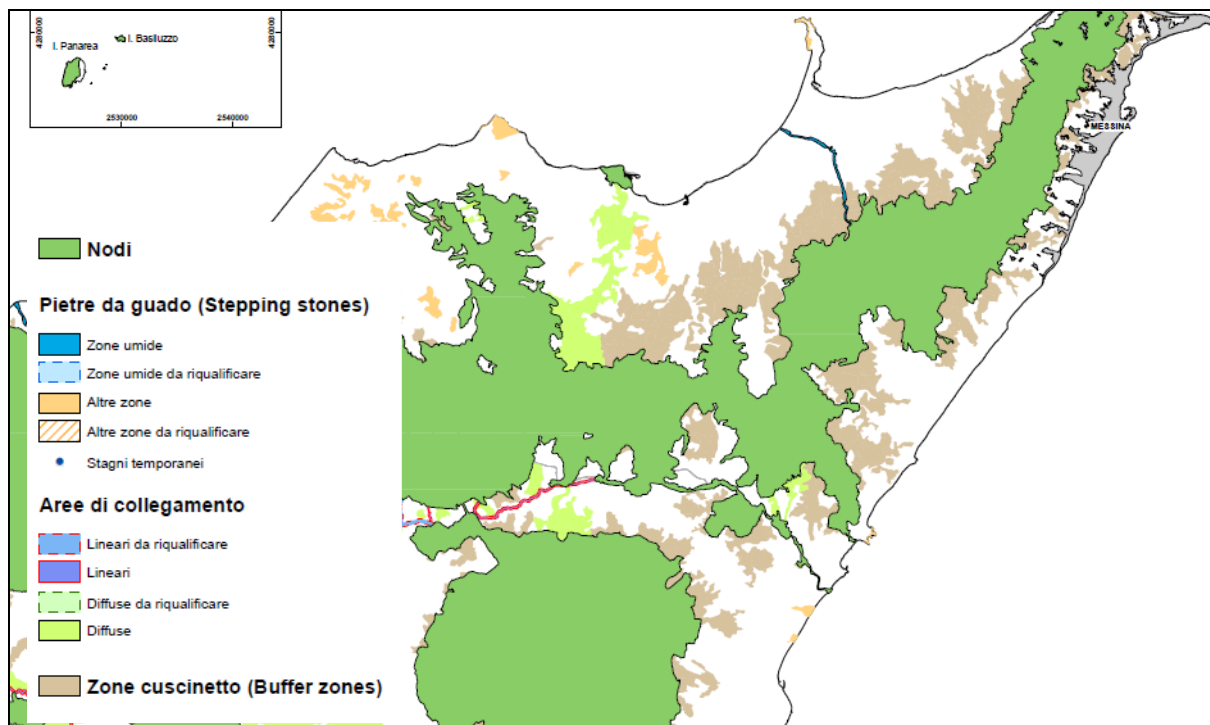 4280000
4280000
I. Basiluzzo
I. Panarea
2530000
2540000
MESSINA
Nodi
Pietre da guado (Stepping stones)
Zone umide
Zone umide da riqualificare
Altre zone
Altre zone da riqualificare
Stagni temporanei
Aree di collegamento
Lineari da riqualificare
Lineari
Diffuse da riqualificare
Diffuse
Zone cuscinetto (Buffer zones)